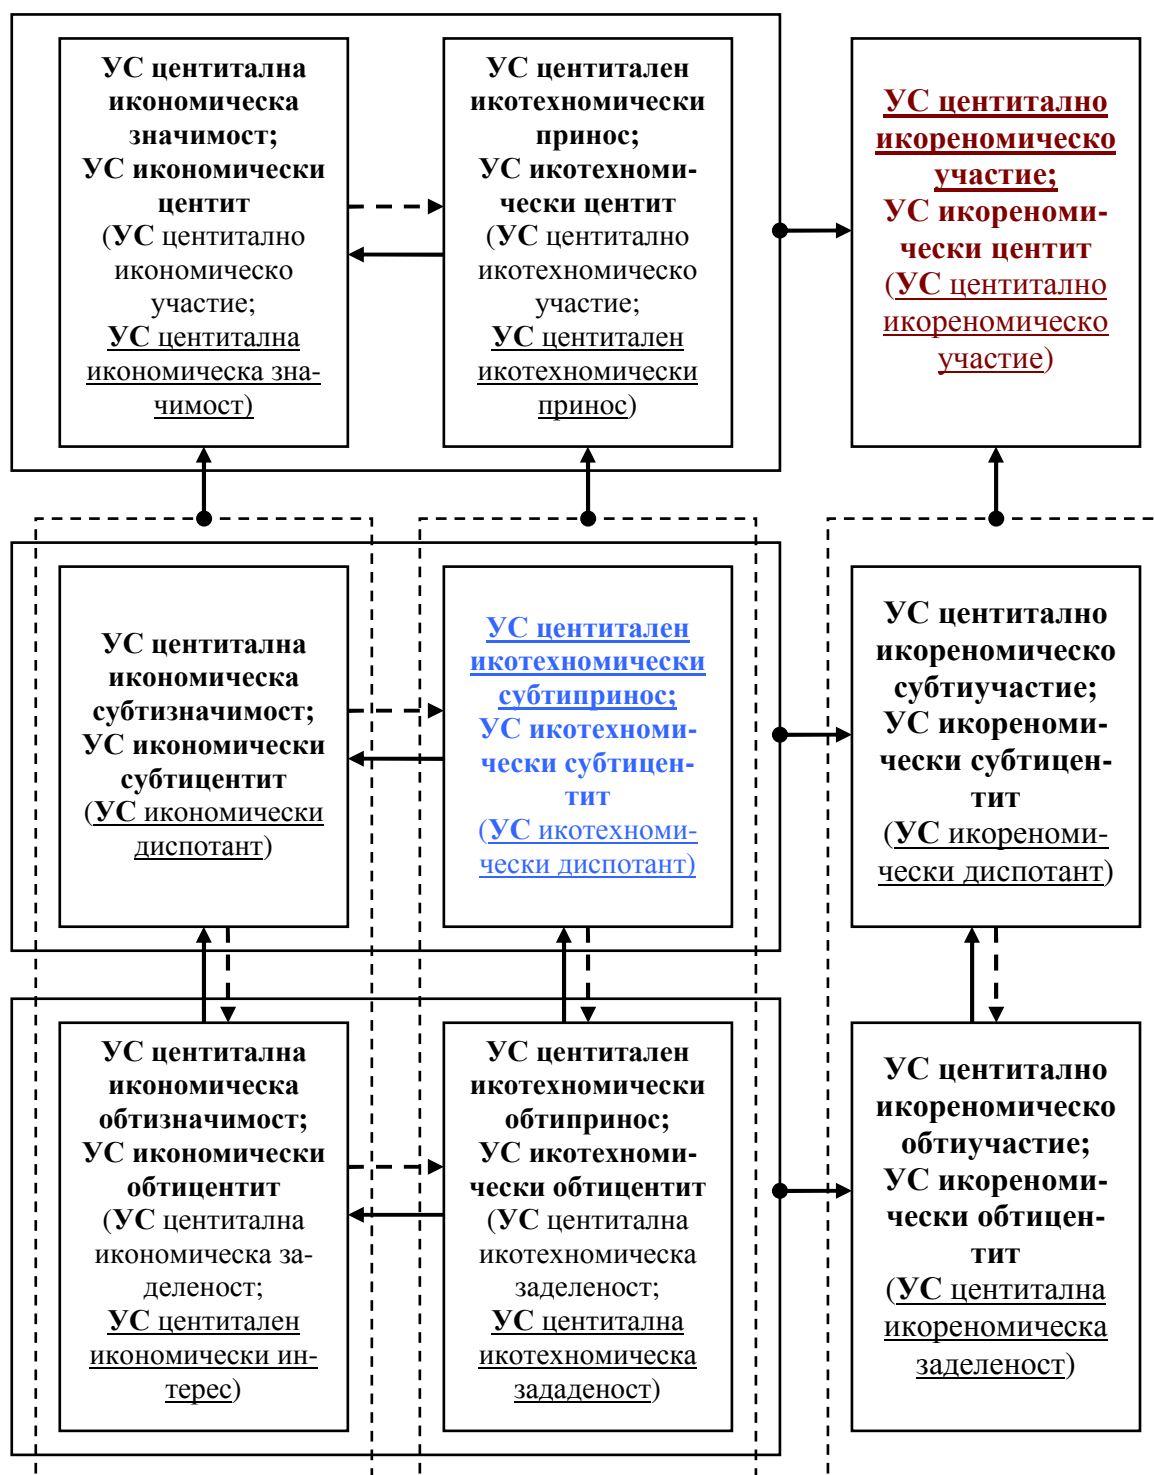 УС центитална
икономическа
значимост;
УС икономически
центит
(УС центитално
икономическо
участие;
УС центитална
икономическа зна-
чимост)
УС центитален
икотехномически
принос;
УС икотехноми-
чески центит
(УС центитално
икотехномическо
участие;
УС центитален
икотехномически
принос)
УС центитално
икореномическо
участие;
УС икореноми-
чески центит
(УС центитално
икореномическо
участие)
УС центитална
икономическа
субтизначимост;
УС икономически
субтицентит
(УС икономически
диспотант)
УС центитален
икотехномически
субтипринос;
УС икотехноми-
чески субтицен-
тит
(УС икотехноми-
чески диспотант)
УС центитално
икореномическо
субтиучастие;
УС икореноми-
чески субтицен-
тит
(УС икореноми-
чески диспотант)
УС центитална
икономическа
обтизначимост;
УС икономически
обтицентит
(УС центитална
икономическа за-
деленост;
УС центитален
икономически ин-
терес)
УС центитален
икотехномически
обтипринос;
УС икотехноми-
чески обтицентит
(УС центитална
икотехномическа
заделеност;
УС центитална
икотехномическа
зададеност)
УС центитално
икореномическо
обтиучастие;
УС икореноми-
чески обтицен-
тит
(УС центитална
икореномическа
заделеност)